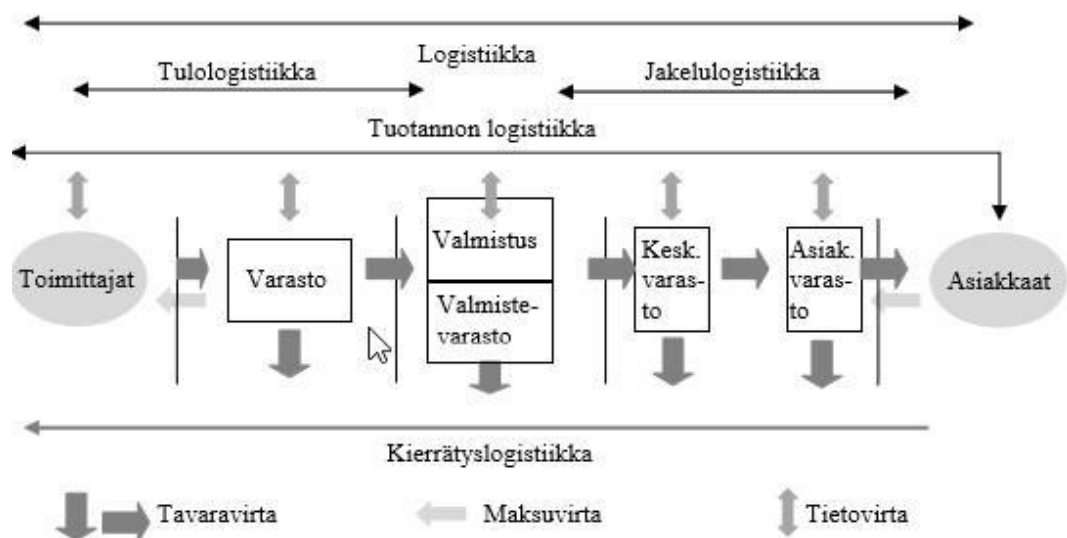 Logistiikka
Tulologistiikka
Jakelulogistiikka
Tuotannon logistiikka
Toimittajat
Varasto
Valmistus
Valmiste-
varasto
Kesk.
varas-
to
Asiak.
varas-
to
Asiakkaat
Kierrätyslogistiikka
Tavaravirta
Maksuvirta
Tietovirta